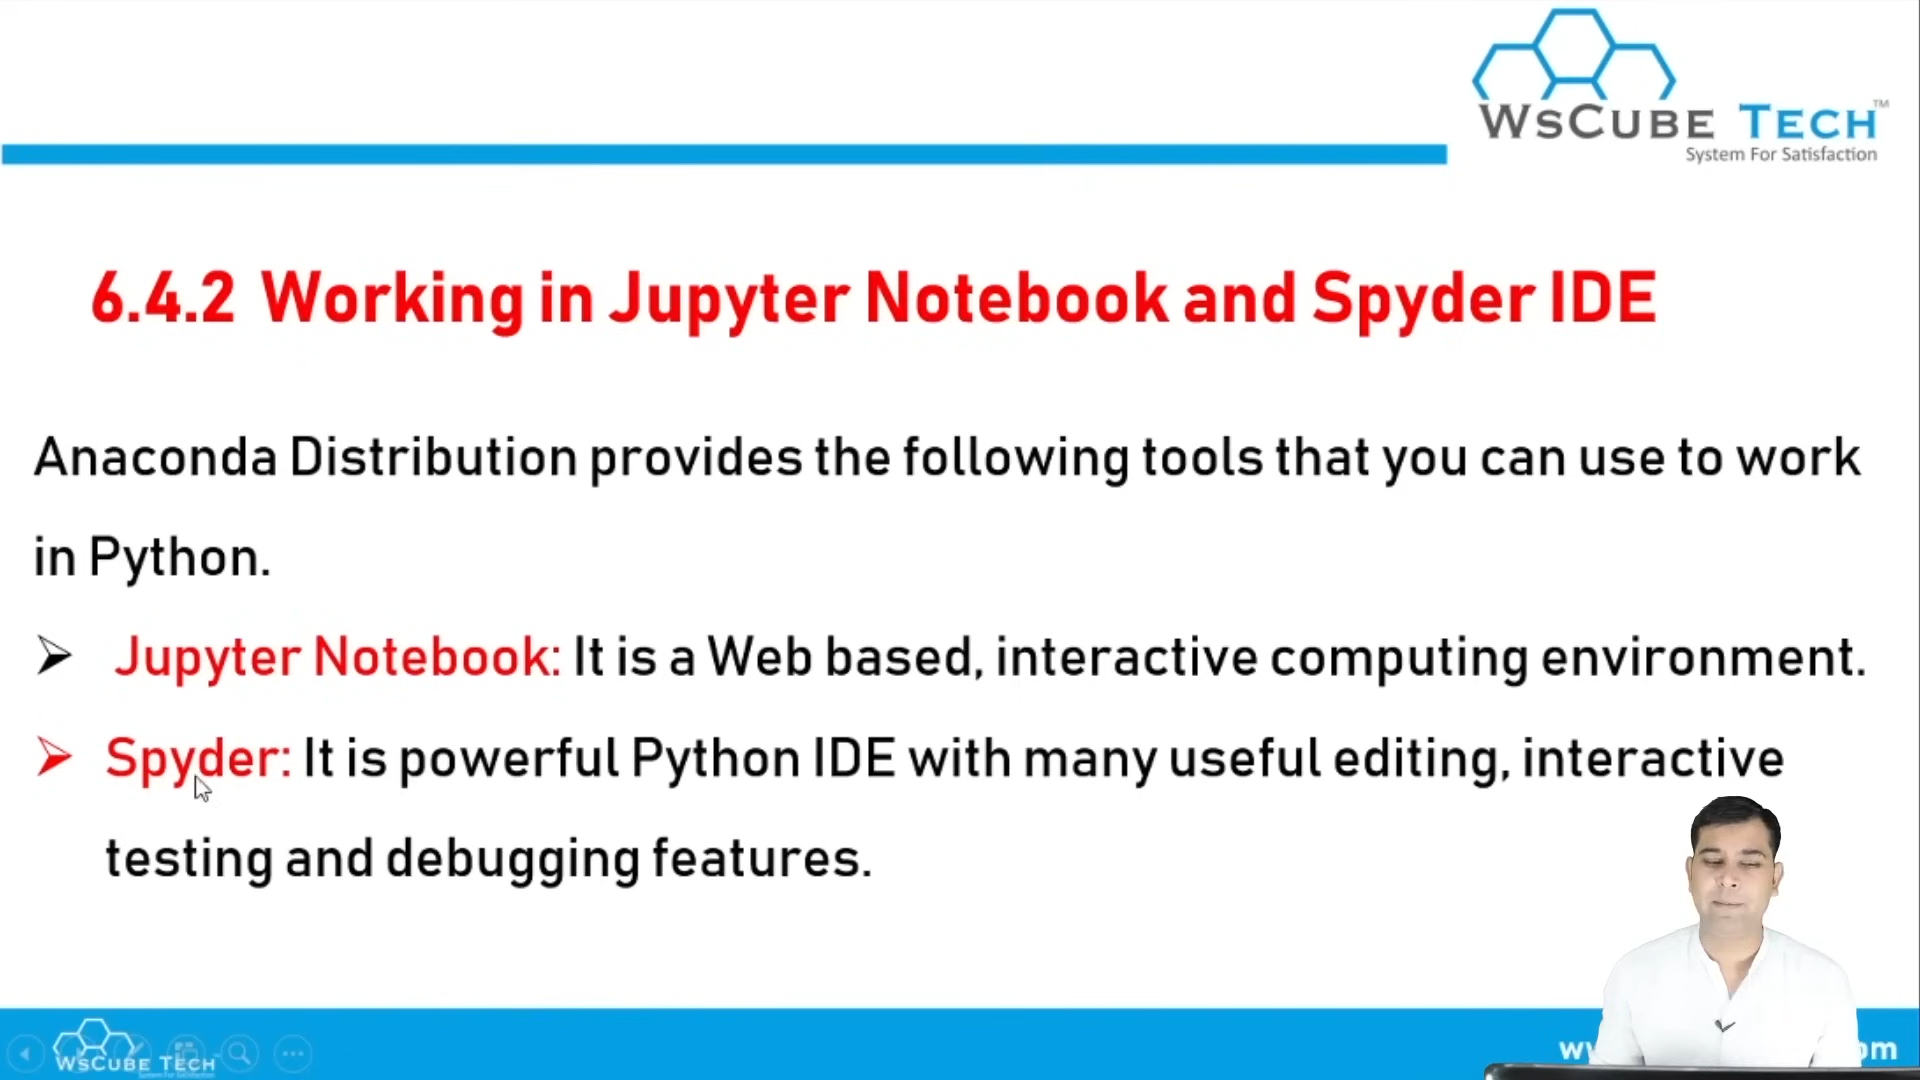 WsCube Tech™
System For Satisfaction
6.4.2 Working in Jupyter Notebook and Spyder IDE
Anaconda Distribution provides the following tools that you can use to work
in Python.
➢ Jupyter Notebook: It is a Web based, interactive computing environment.
➢ Spyder: It is powerful Python IDE with many useful editing, interactive
testing and debugging features.
WsCube Tech